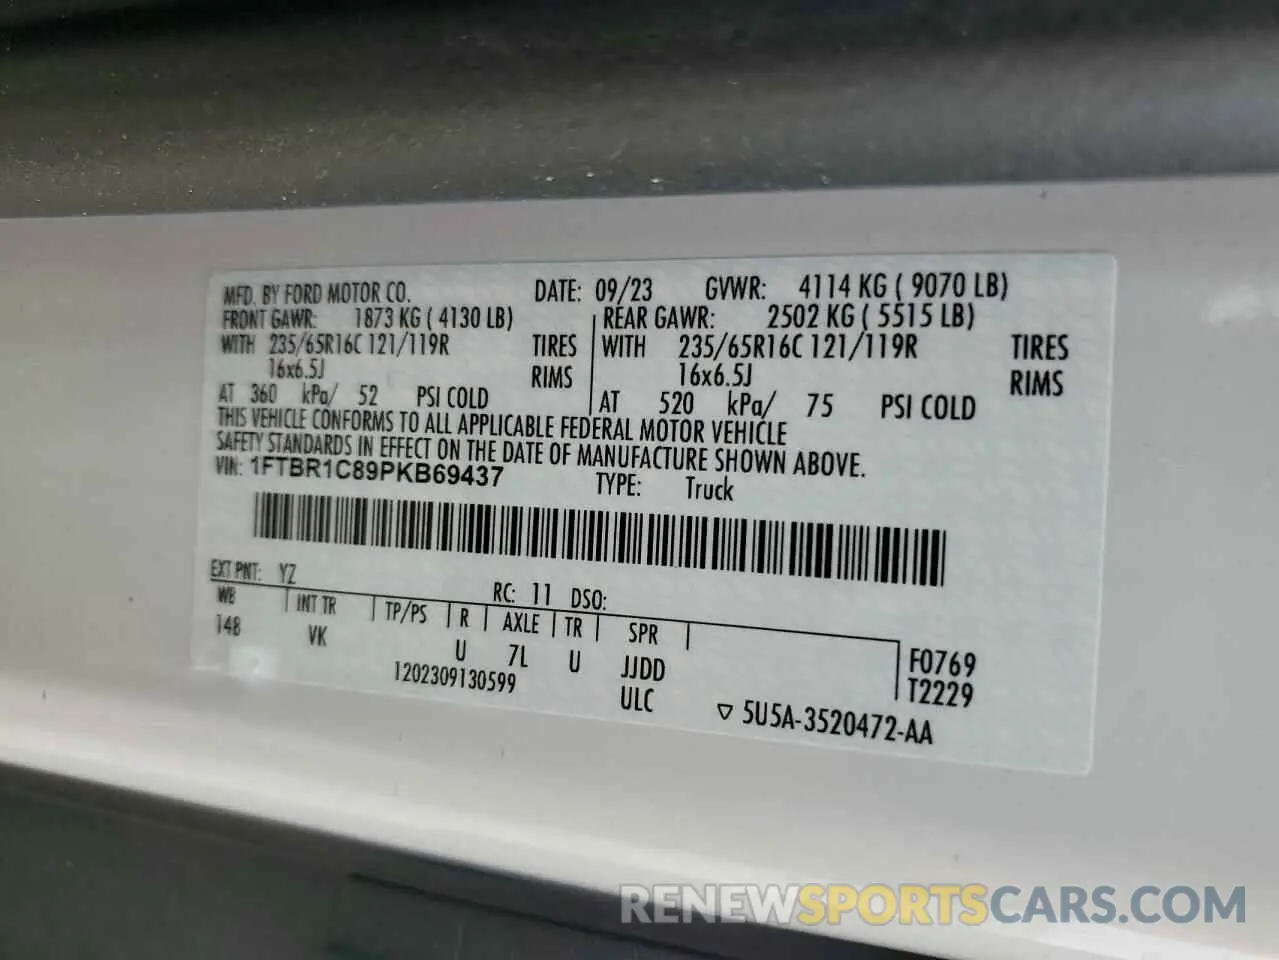 MFD. BY FORD MOTOR CO. DATE: 09/23 GVWR: 4114 KG ( 9070 LB)
FRONT GAWR: 1873 KG ( 4130 LB) REAR GAWR: 2502 KG ( 5515 LB)
WITH 235/65R16C 121/119R TIRES WITH 235/65R16C 121/119R TIRES
16x6.5J RIMS 16x6.5J RIMS
AT 360 kPa/ 52 PSI COLD AT 520 kPa/ 75 PSI COLD
THIS VEHICLE CONFORMS TO ALL APPLICABLE FEDERAL MOTOR VEHICLE
SAFETY STANDARDS IN EFFECT ON THE DATE OF MANUFACTURE SHOWN ABOVE.
VIN: 1FTBR1C89PKB69437 TYPE: Truck
EXT PNT: YZ RC: 11 DSO:
WB INT TR TP/PS R AXLE TR SPR
148 VK U 7L U JJDD F0769
1202309130599 ULC T2229
▽ 5U5A-3520472-AA
RENEWSPORTSCARS.COM